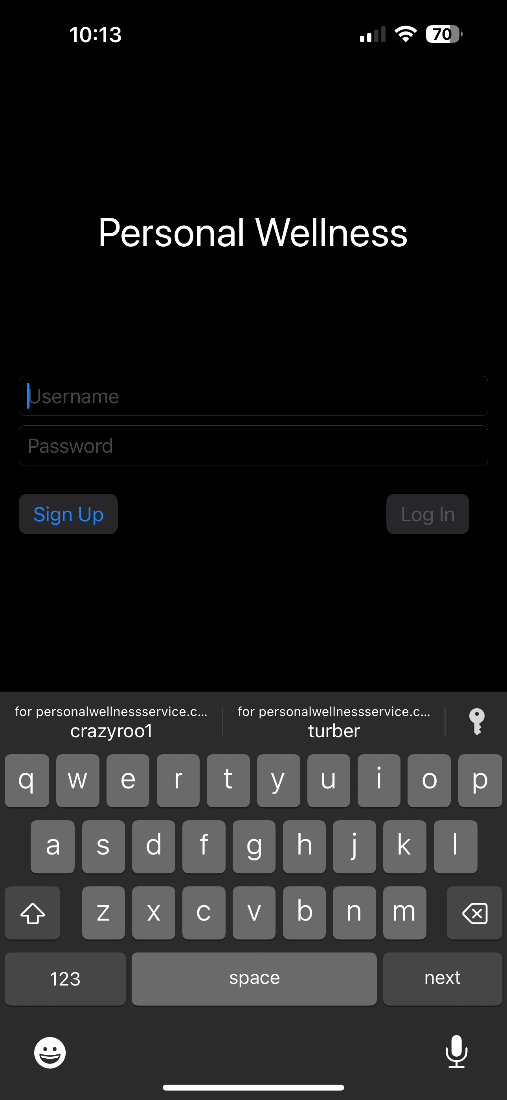 10:13
70
Personal Wellness
Username
Password
Sign Up
Log In
for personalwellnessservice.c...
crazyroo1
for personalwellnessservice.c...
turber
q w e r t y u i o p
a s d f g h j k l
z x c v b n m
123
space
next